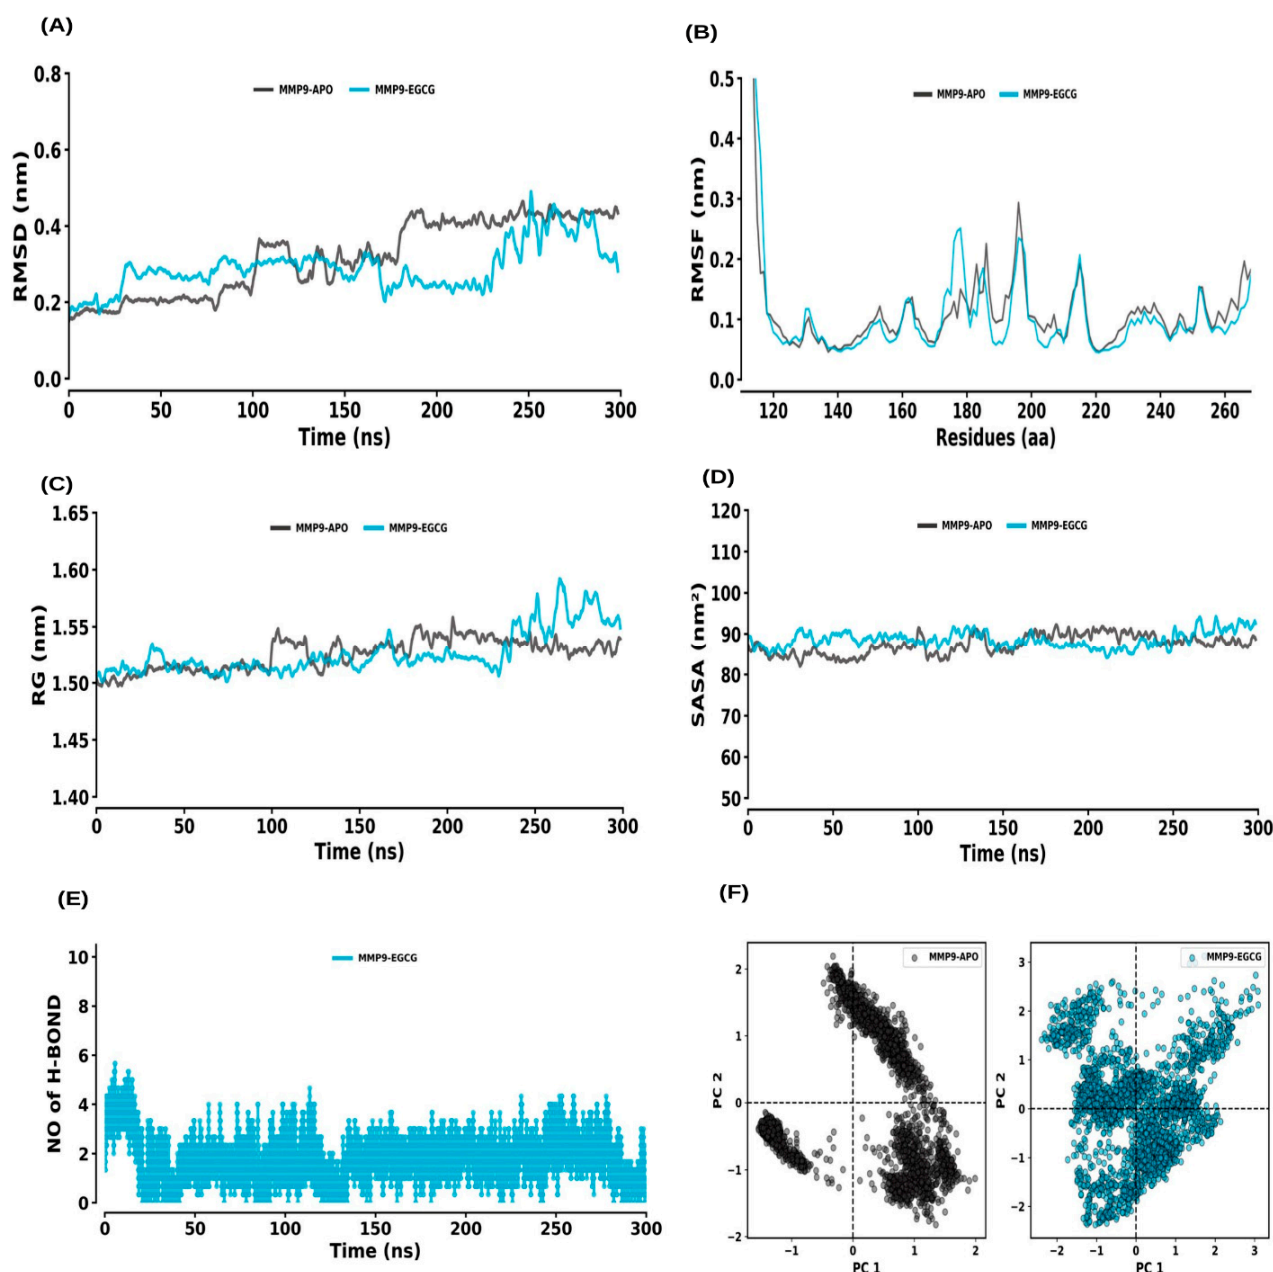 (A)
MMP9-APO MMP9-EGCG
RMSD (nm)
0.8
0.6
0.4
0.2
0.0
0 50 100 150 200 250 300
Time (ns)
(B)
MMP9-APO MMP9-EGCG
RMSF (nm)
0.5
0.4
0.3
0.2
0.1
0.0
120 140 160 180 200 220 240 260
Residues (aa)
(C)
MMP9-APO MMP9-EGCG
RG (nm)
1.65
1.60
1.55
1.50
1.45
1.40
0 50 100 150 200 250 300
Time (ns)
(D)
MMP9-APO MMP9-EGCG
SASA (nm²)
120
110
100
90
80
70
60
50
0 50 100 150 200 250 300
Time (ns)
(E)
MMP9-EGCG
NO of H-BOND
10
8
6
4
2
0
0 50 100 150 200 250 300
Time (ns)
(F)
MMP9-APO
PC 2
2
1
0
−1
−2
−1 0 1 2
PC 1
MMP9-EGCG
PC 2
3
2
1
0
−1
−2
−2 −1 0 1 2 3
PC 1